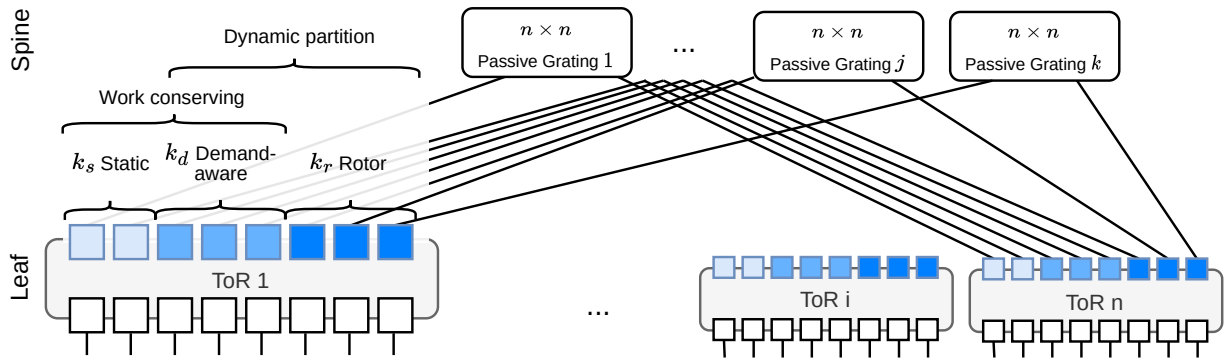 Spine
Dynamic partition
n × n
Passive Grating 1
...
n × n
Passive Grating j
n × n
Passive Grating k
Work conserving
k_s Static
k_d Demand-
aware
k_r Rotor
Leaf
ToR 1
...
ToR i
ToR n